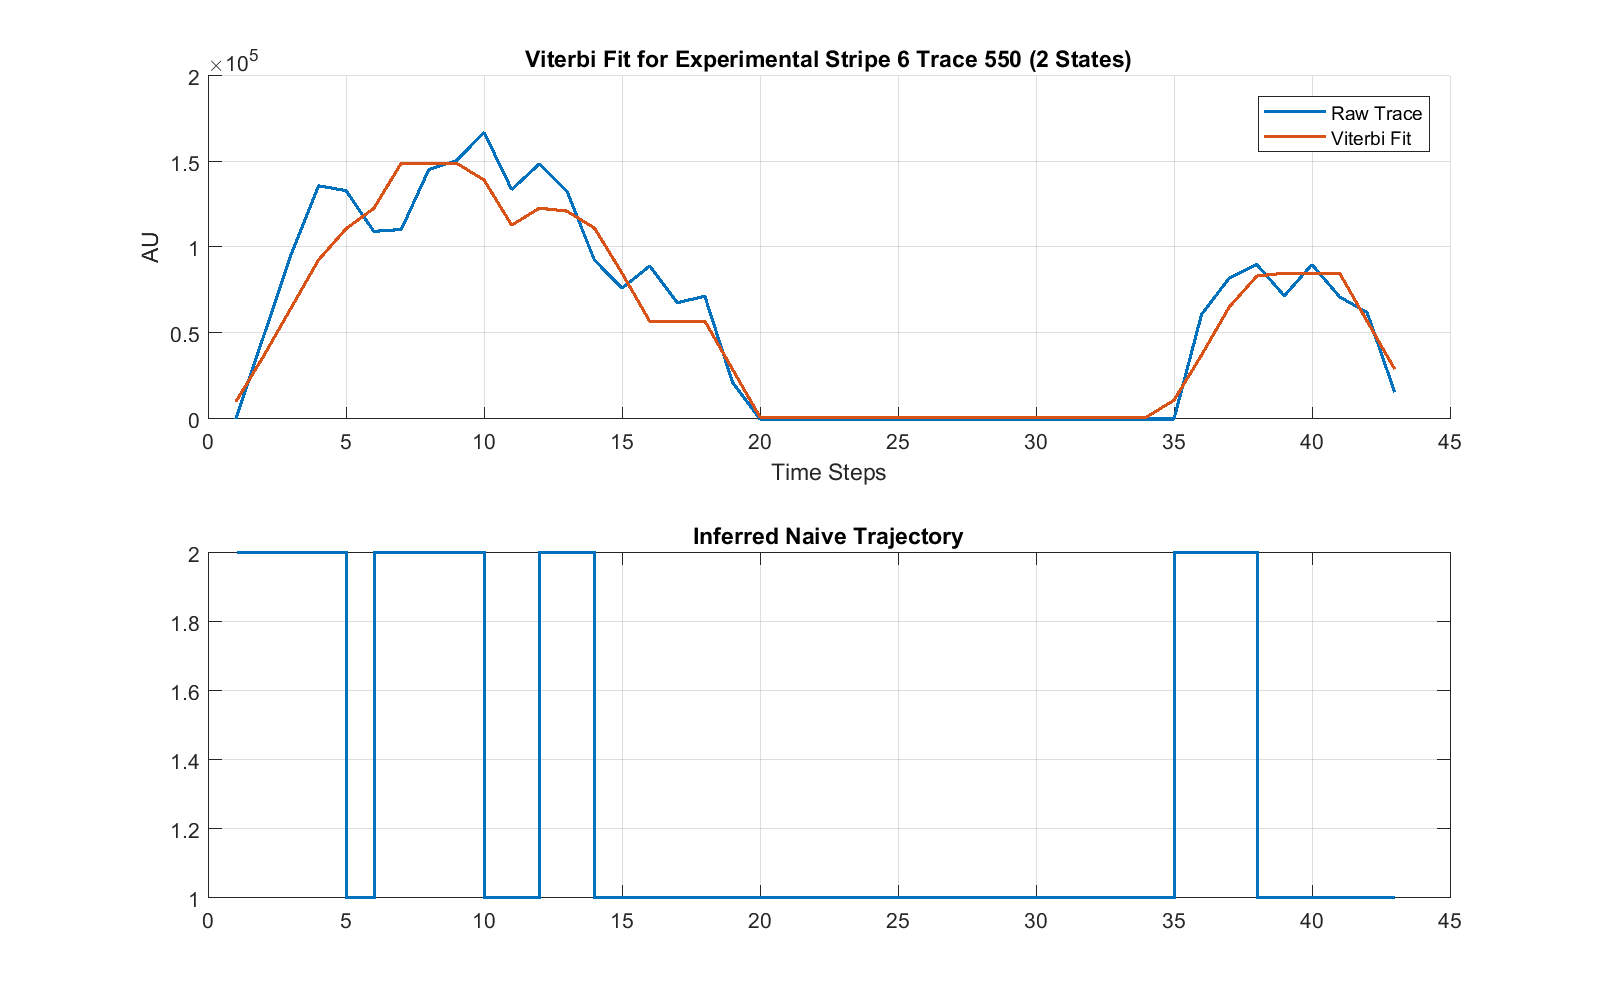 Viterbi Fit for Experimental Stripe 6 Trace 550 (2 States)
×10^5
2
1.5
1
0.5
0
AU
Raw Trace
Viterbi Fit
0 5 10 15 20 25 30 35 40 45
Time Steps
Inferred Naive Trajectory
2
1.8
1.6
1.4
1.2
1
0 5 10 15 20 25 30 35 40 45